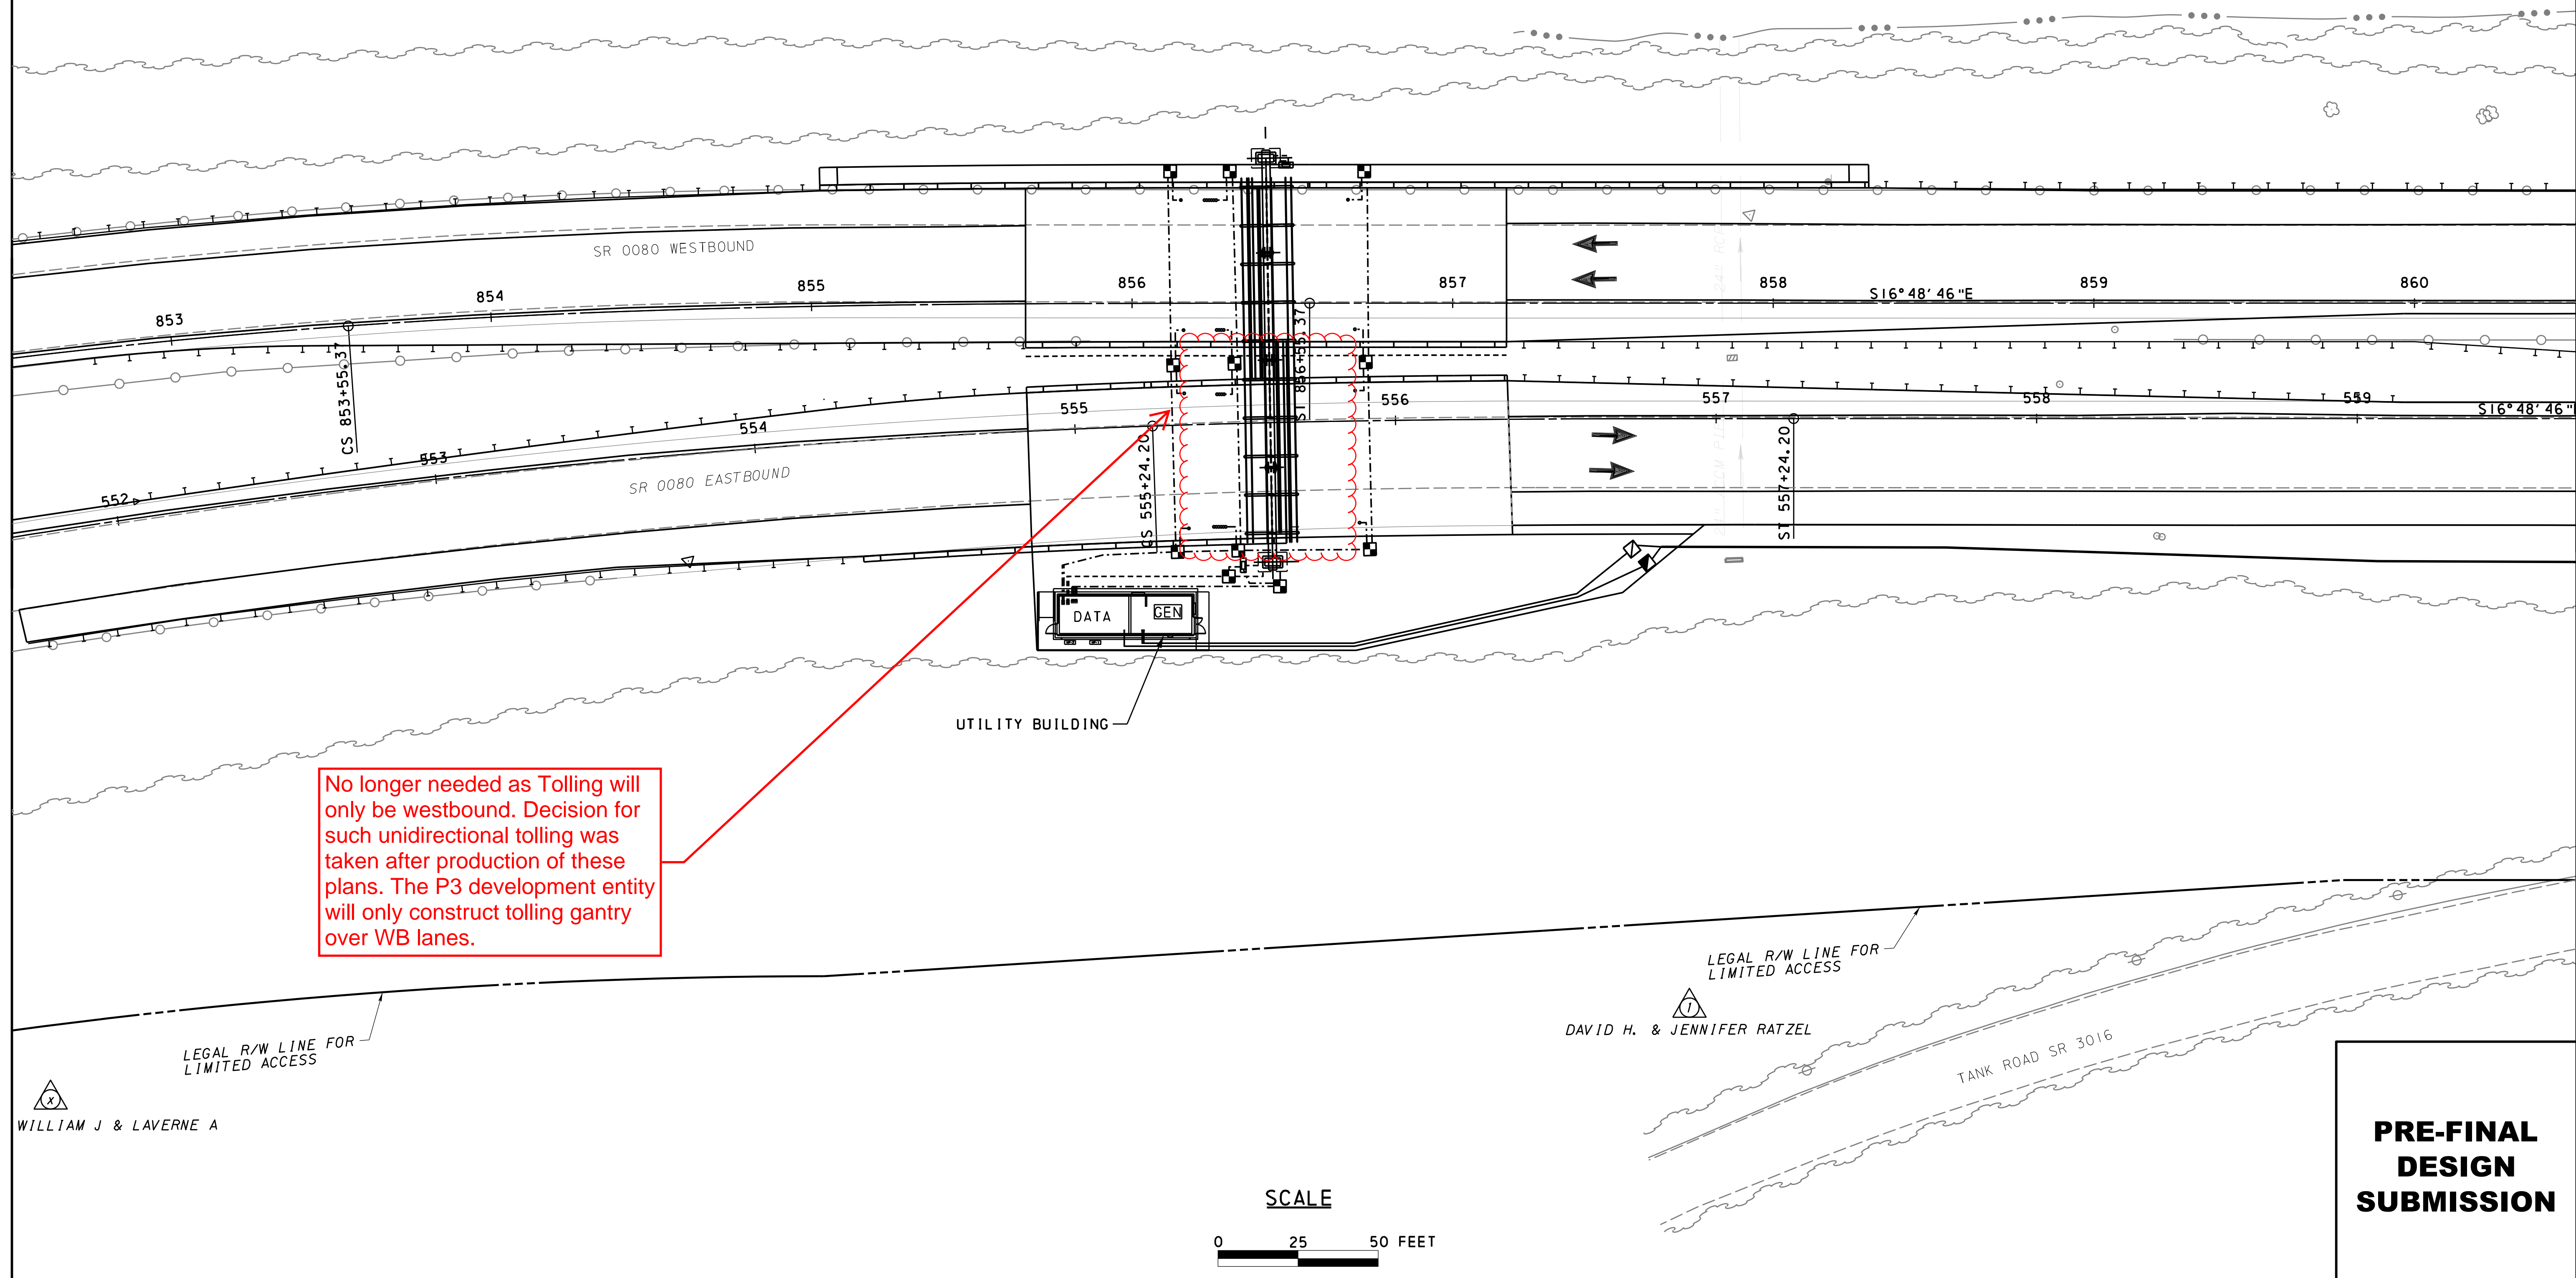 SR 0080 WESTBOUND
853
854
855
856
857
858
859
860
S16°48'46"E
CS 853+55.37
ST 856+55.37
24" RCP
552
553
554
555
556
557
558
559
S16°48'46"
SR 0080 EASTBOUND
CS 555+24.20
ST 557+24.20
DATA
GEN
UTILITY BUILDING
No longer needed as Tolling will
only be westbound. Decision for
such unidirectional tolling was
taken after production of these
plans. The P3 development entity
will only construct tolling gantry
over WB lanes.
LEGAL R/W LINE FOR
LIMITED ACCESS
LEGAL R/W LINE FOR
LIMITED ACCESS
1
DAVID H. & JENNIFER RATZEL
TANK ROAD SR 3016
X
WILLIAM J & LAVERNE A
SCALE
0 25 50 FEET
PRE-FINAL
DESIGN
SUBMISSION